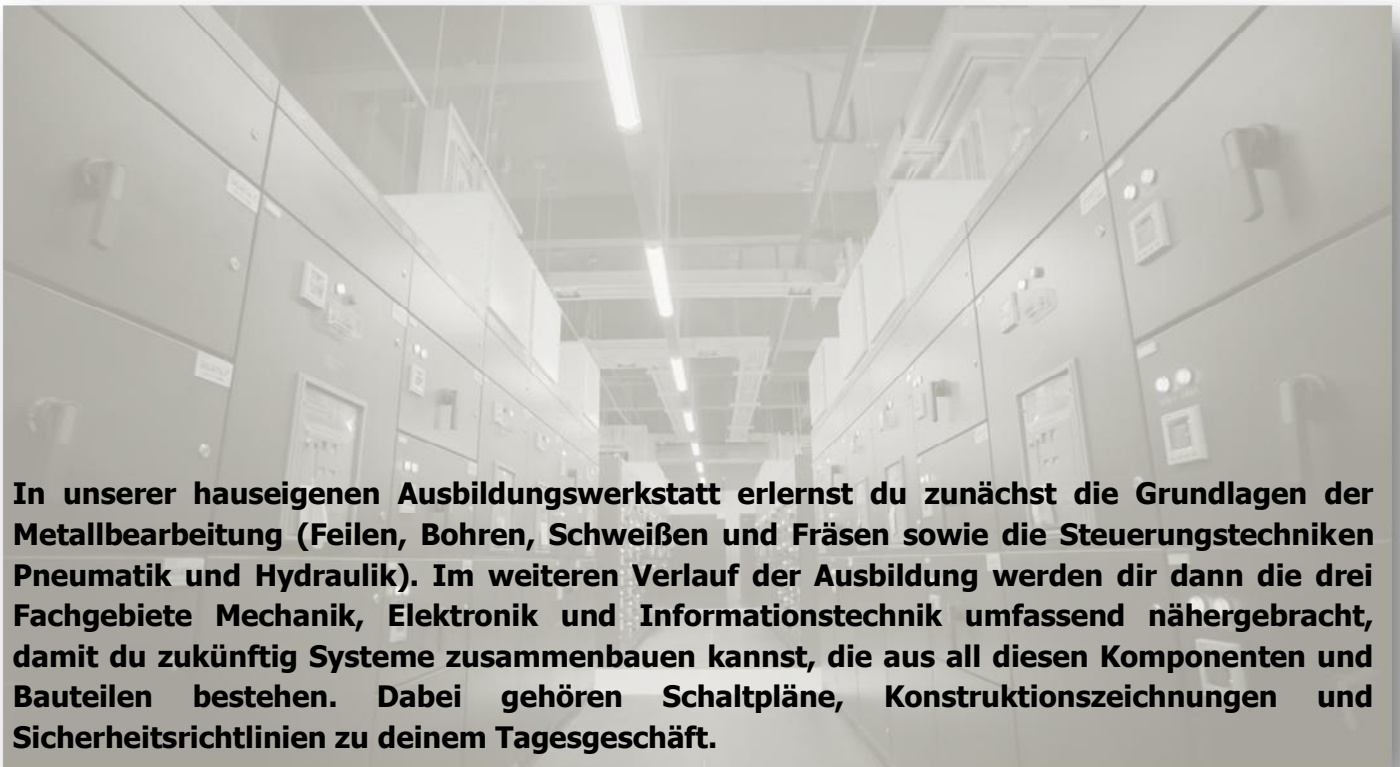 In unserer hauseigenen Ausbildungswerkstatt erlernst du zunächst die Grundlagen der
Metallbearbeitung (Feilen, Bohren, Schweißen und Fräsen sowie die Steuerungstechniken
Pneumatik und Hydraulik). Im weiteren Verlauf der Ausbildung werden dir dann die drei
Fachgebiete Mechanik, Elektronik und Informationstechnik umfassend nähergebracht,
damit du zukünftig Systeme zusammenbauen kannst, die aus all diesen Komponenten und
Bauteilen bestehen. Dabei gehören Schaltpläne, Konstruktionszeichnungen und
Sicherheitsrichtlinien zu deinem Tagesgeschäft.